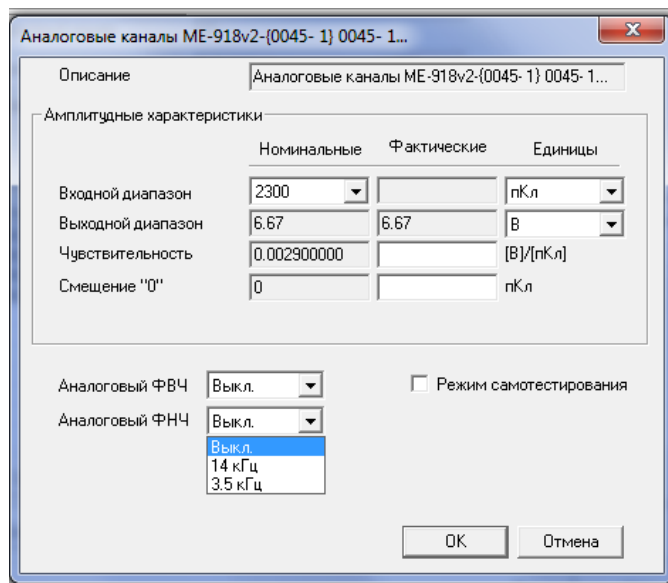 Аналоговые каналы МЕ-918v2-{0045- 1} 0045- 1...
Описание Аналоговые каналы МЕ-918v2-{0045- 1} 0045- 1...
Амплитудные характеристики
Номинальные Фактические Единицы
Входной диапазон 2300 пКл
Выходной диапазон 6.67 6.67 В
Чувствительность 0.002900000 [В]/[пКл]
Смещение "0" 0 пКл
Аналоговый ФВЧ Выкл. Режим самотестирования
Аналоговый ФНЧ Выкл.
Выкл.
14 кГц
3.5 кГц
OK Отмена